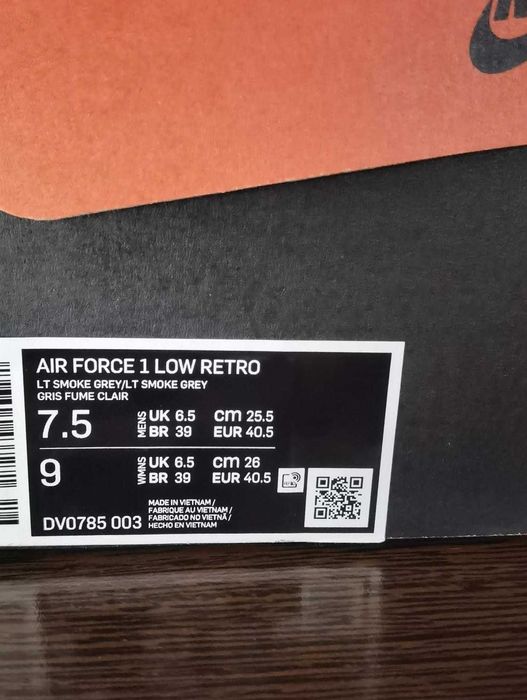 AIR FORCE 1 LOW RETRO
LT SMOKE GREY/LT SMOKE GREY
GRIS FUME CLAIR
7.5 MENS UK 6.5 cm 25.5
BR 39 EUR 40.5
9 WMNS UK 6.5 cm 26
BR 39 EUR 40.5
MADE IN VIETNAM /
FABRIQUE AU VIETNAM /
FABRICADO NO VIETNÃ /
HECHO EN VIETNAM
DV0785 003